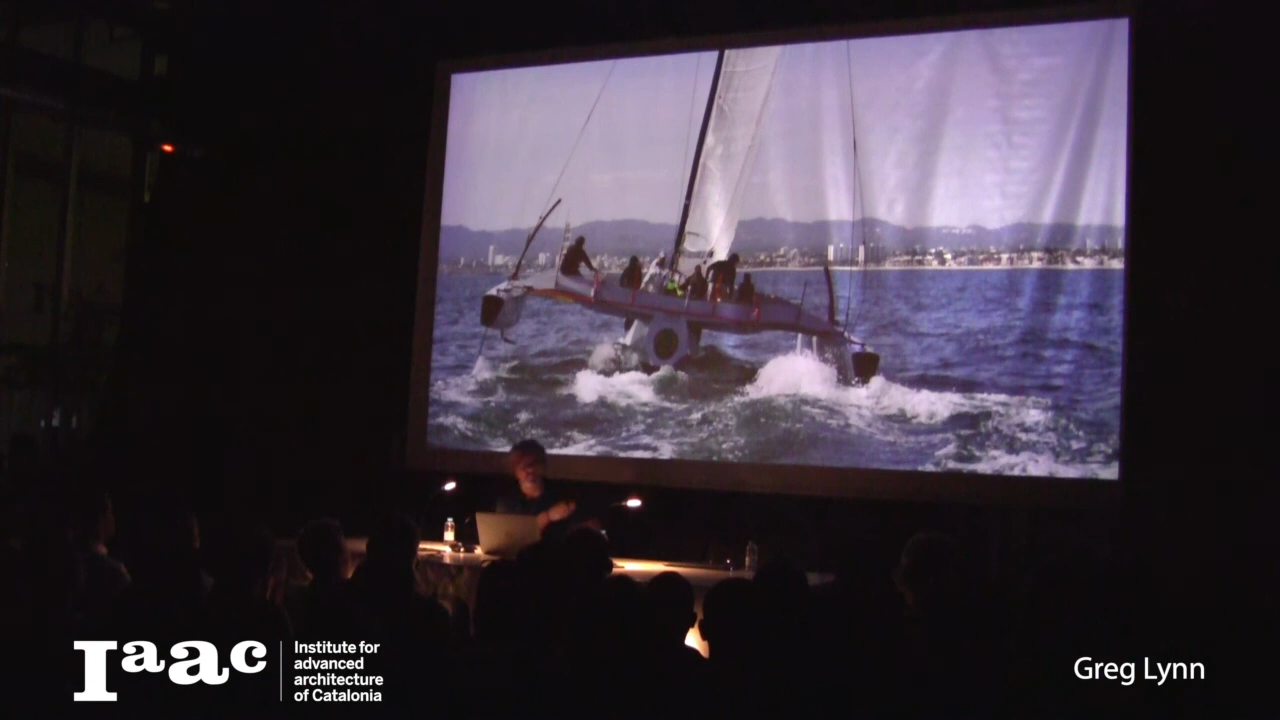 Iaac
Institute for
advanced
architecture
of Catalonia
Greg Lynn